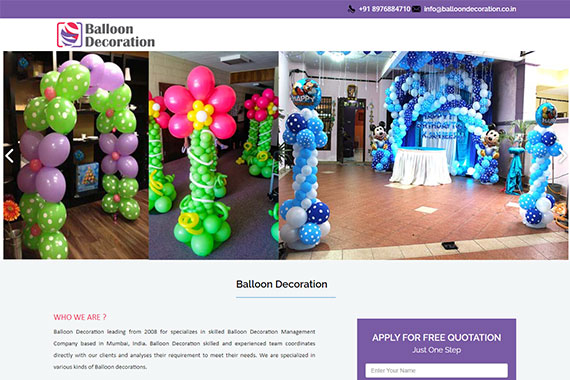 +91 8976884710 info@balloondecoration.co.in
Balloon
Decoration
HAPPY
HAPPY
BIRTHDAY
Balloon Decoration
WHO WE ARE ?
Balloon Decoration leading from 2008 for specializes in skilled Balloon Decoration Management
Company based in Mumbai, India. Balloon Decoration skilled and experienced team coordinates
directly with our clients and analyses their requirement to meet their needs. We are specialized in
various kinds of Balloon decorations.
APPLY FOR FREE QUOTATION
Just One Step
Enter Your Name